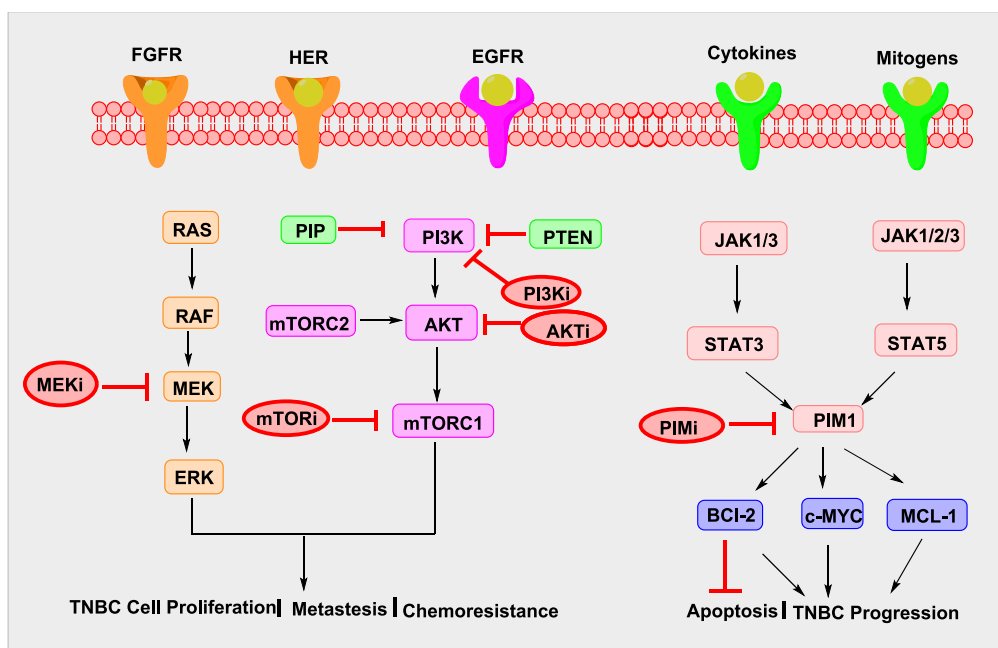 FGFR
HER
EGFR
Cytokines
Mitogens
RAS
PIP
PI3K
PTEN
JAK1/3
JAK1/2/3
PI3Ki
RAF
mTORC2
AKT
AKTi
STAT3
STAT5
MEKi
MEK
mTORi
mTORC1
PIMi
PIM1
ERK
BCI-2
c-MYC
MCL-1
TNBC Cell Proliferation
Metastesis
Chemoresistance
Apoptosis
TNBC Progression